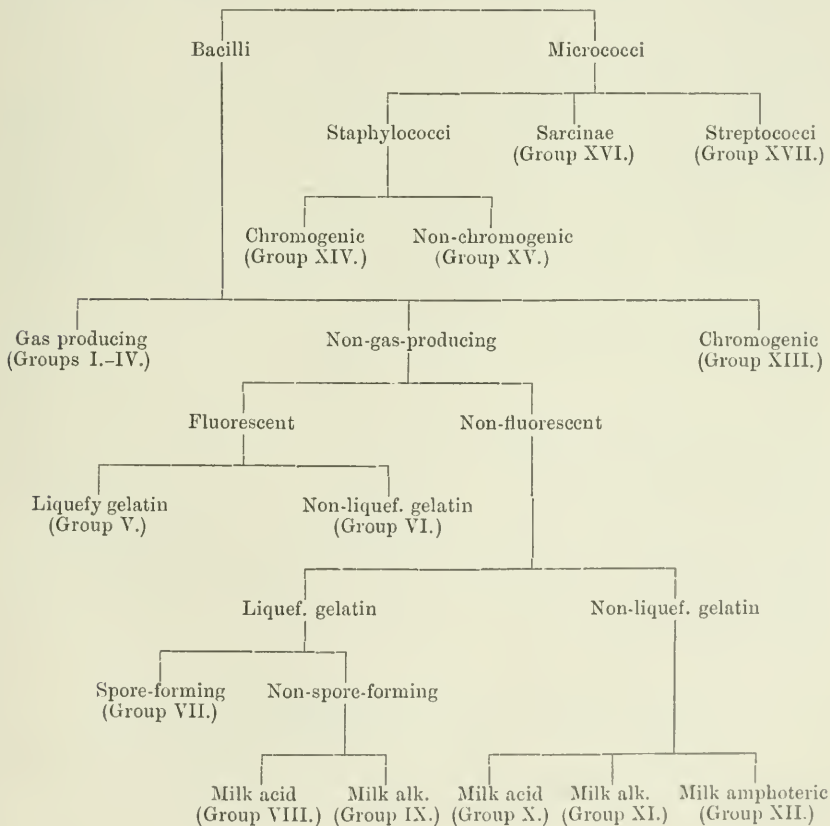 Bacilli Micrococci
Staphylococci Sarcinae Streptococci
(Group XVI.) (Group XVII.)
Chromogenic Non-chromogenic
(Group XIV.) (Group XV.)
Gas producing Non-gas-producing Chromogenic
(Groups I.-IV.) (Group XIII.)
Fluorescent Non-fluorescent
Liquefy gelatin Non-liquef. gelatin
(Group V.) (Group VI.)
Liquef. gelatin Non-liquef. gelatin
Spore-forming Non-spore-forming
(Group VII.)
Milk acid Milk alk. Milk acid Milk alk. Milk amphoteric
(Group VIII.) (Group IX.) (Group X.) (Group XI.) (Group XII.)